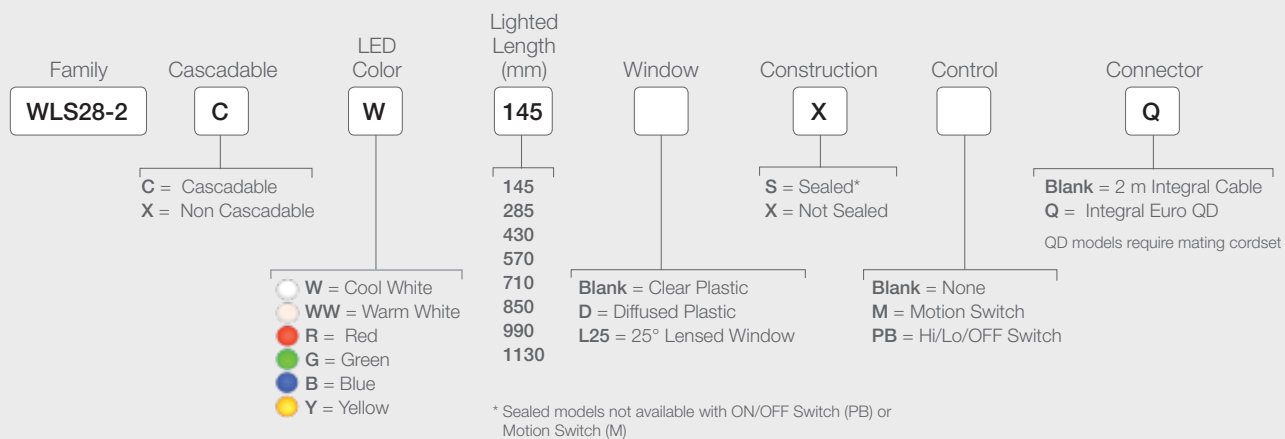 Family
Cascadable
LED
Color
Lighted
Length
(mm)
Window
Construction
Control
Connector
WLS28-2
C
W
145
X
Q
C = Cascadable
X = Non Cascadable
W = Cool White
WW = Warm White
R = Red
G = Green
B = Blue
Y = Yellow
145
285
430
570
710
850
990
1130
Blank = Clear Plastic
D = Diffused Plastic
L25 = 25° Lensed Window
S = Sealed*
X = Not Sealed
Blank = None
M = Motion Switch
PB = Hi/Lo/OFF Switch
Blank = 2 m Integral Cable
Q = Integral Euro QD
QD models require mating cordset
* Sealed models not available with ON/OFF Switch (PB) or
Motion Switch (M)